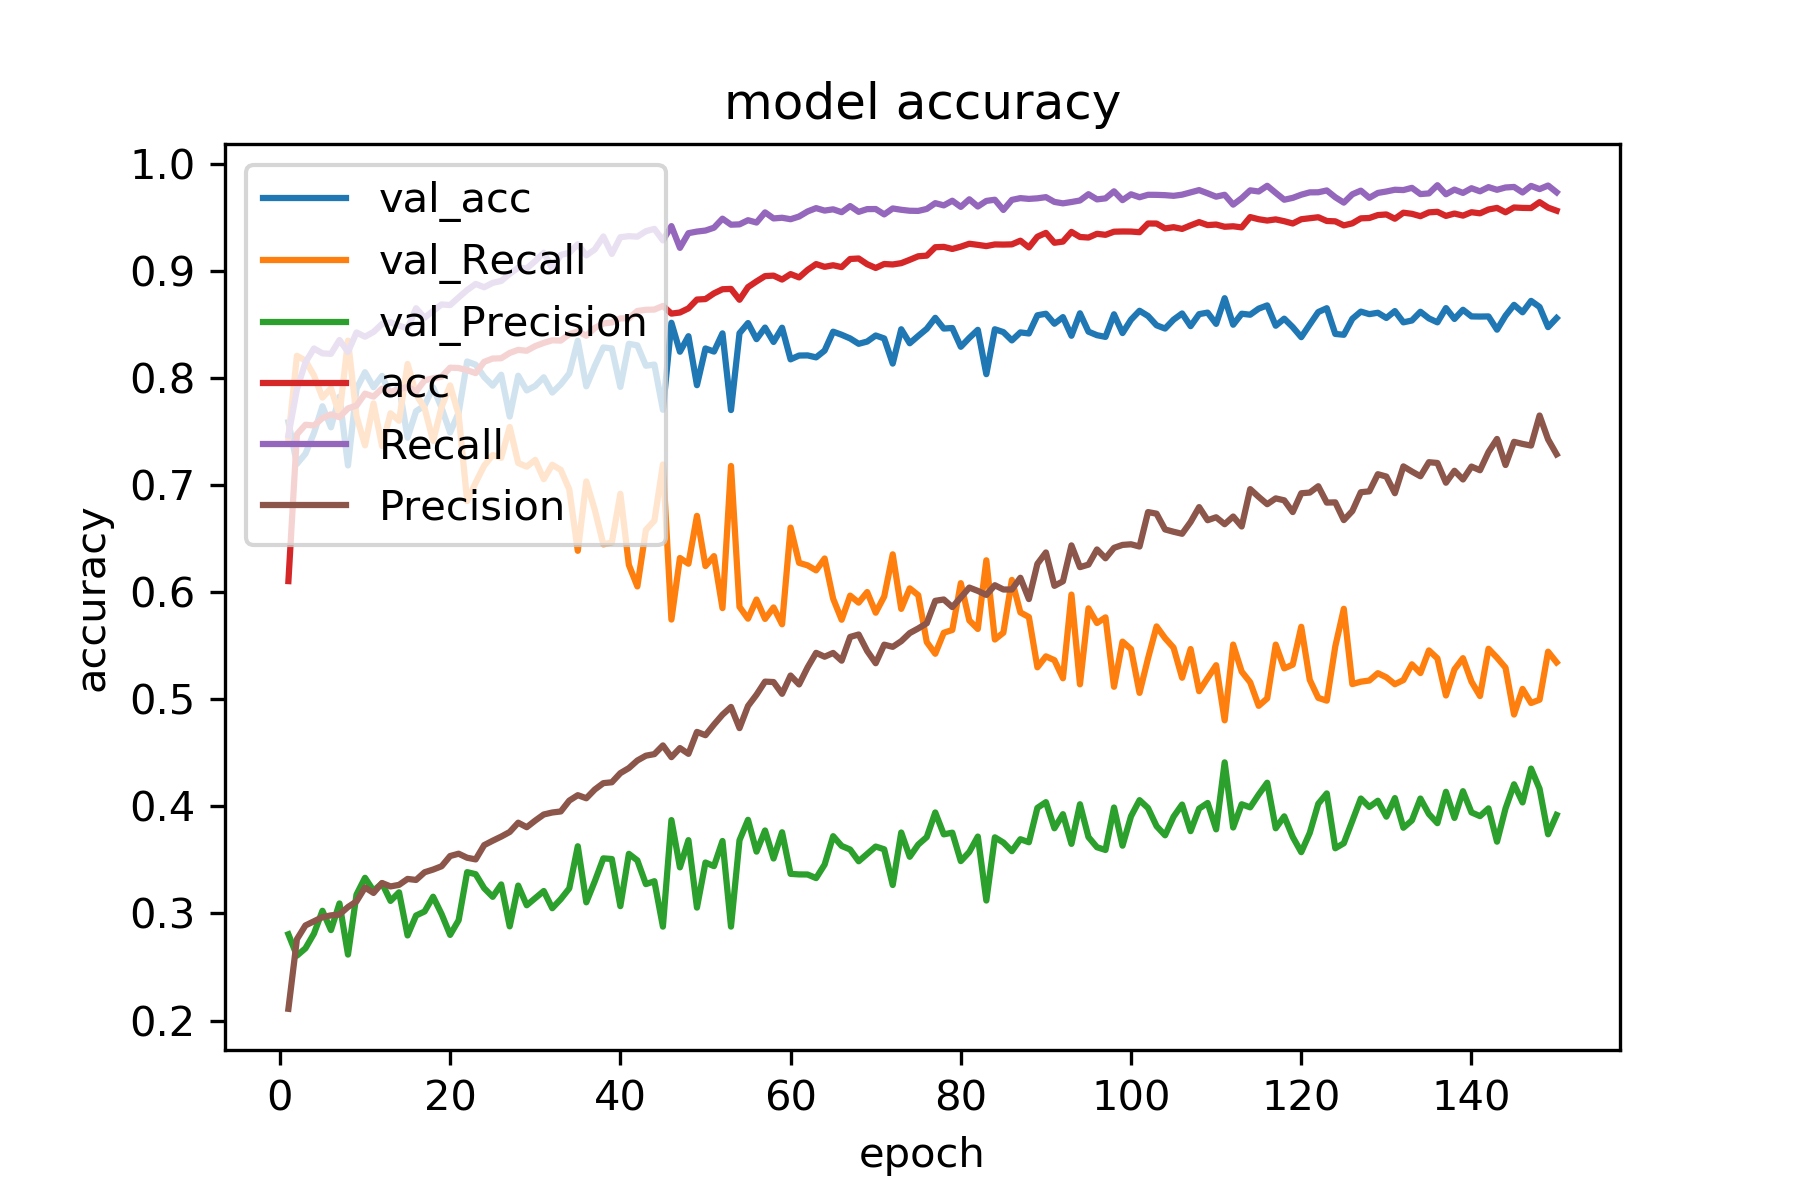 model accuracy
val_acc
val_Recall
val_Precision
acc
Recall
Precision
accuracy
1.0
0.9
0.8
0.7
0.6
0.5
0.4
0.3
0.2
0 20 40 60 80 100 120 140
epoch